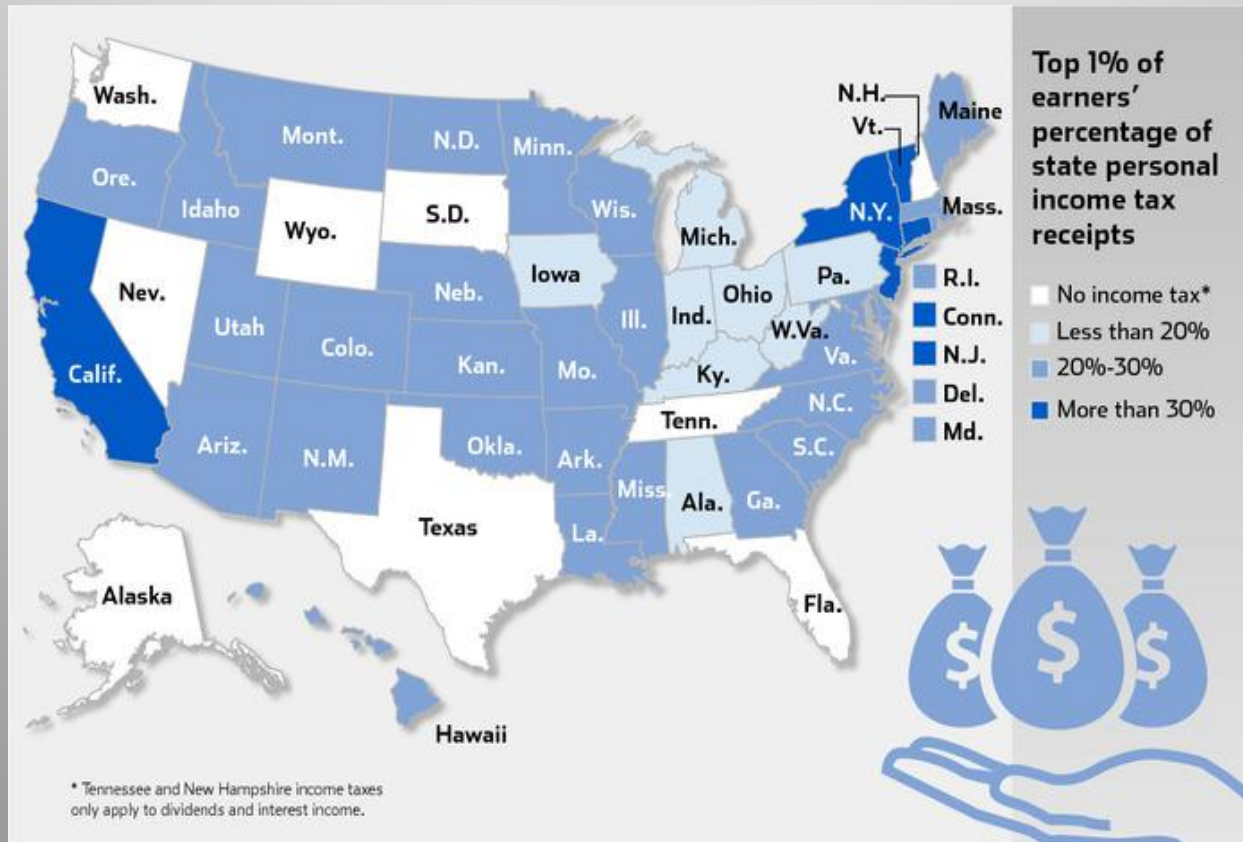 Top 1% of
earners'
percentage of
state personal
income tax
receipts
No income tax*
Less than 20%
20%-30%
More than 30%
Wash.
Ore.
Calif.
Nev.
Idaho
Mont.
Wyo.
Utah
Ariz.
Colo.
N.M.
N.D.
S.D.
Neb.
Kan.
Okla.
Texas
Minn.
Iowa
Mo.
Ark.
La.
Wis.
Ill.
Mich.
Ind.
Ohio
Ky.
Tenn.
Miss.
Ala.
Ga.
Fla.
S.C.
N.C.
Va.
W.Va.
Pa.
N.Y.
Vt.
N.H.
Maine
Mass.
R.I.
Conn.
N.J.
Del.
Md.
Alaska
Hawaii
$
$
$
* Tennessee and New Hampshire income taxes
only apply to dividends and interest income.